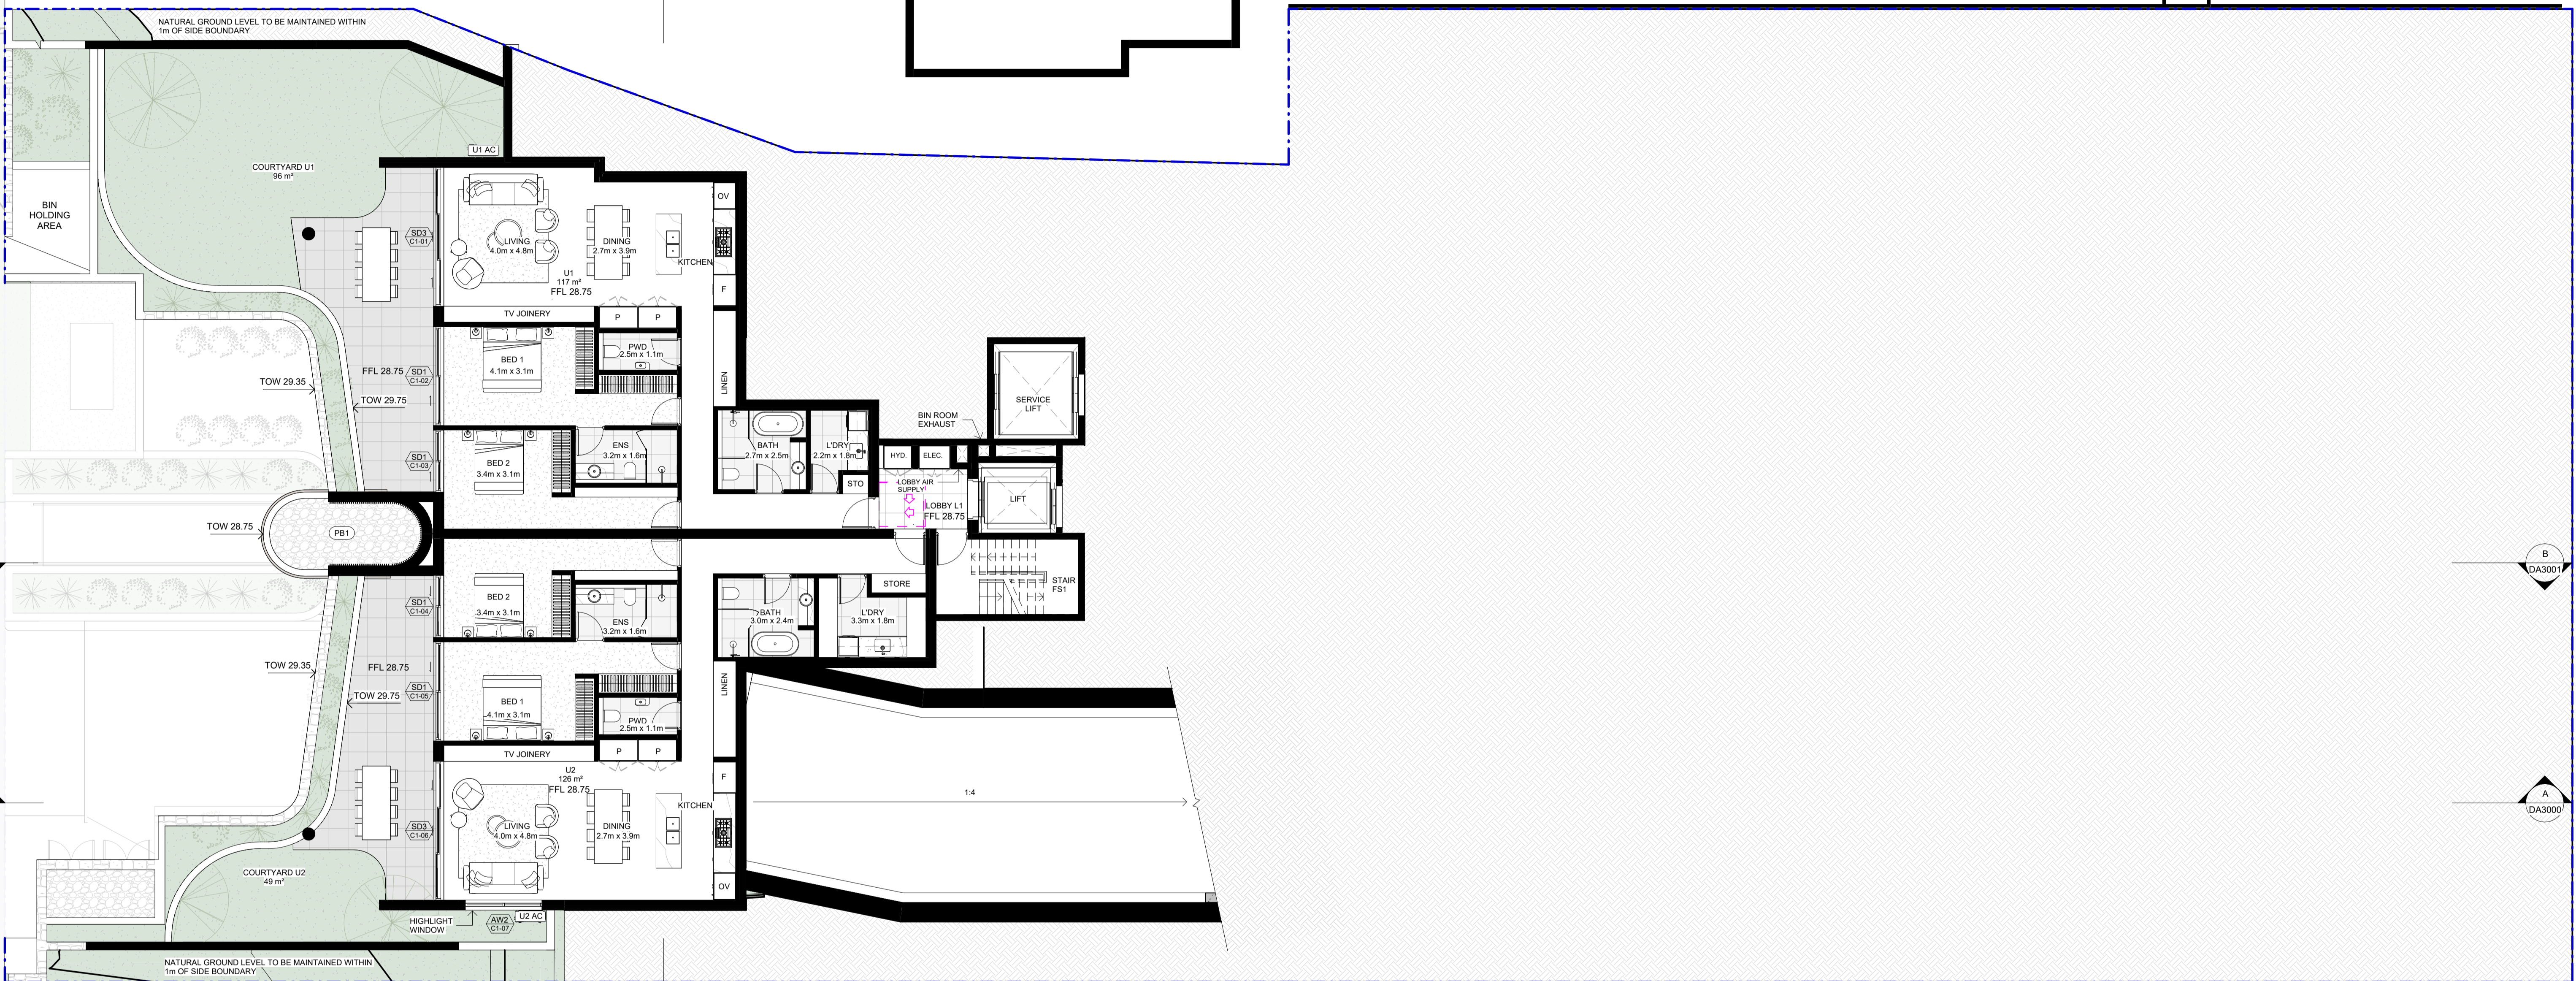 NATURAL GROUND LEVEL TO BE MAINTAINED WITHIN
1m OF SIDE BOUNDARY
U1 AC
COURTYARD U1
96 m²
BIN
HOLDING
AREA
SD3
C1-01
LIVING
4.0m x 4.8m
DINING
2.7m x 3.9m
OV
KITCHEN
U1
117 m²
FFL 28.75
F
TV JOINERY
P
P
PWD
2.5m x 1.1m
BED 1
4.1m x 3.1m
FFL 28.75
SD1
C1-02
TOW 29.35
TOW 29.75
LINEN
SERVICE
LIFT
BIN ROOM
EXHAUST
ENS
3.2m x 1.6m
BATH
2.7m x 2.5m
L'DRY
2.2m x 1.8m
HYD.
ELEC.
SD1
C1-03
BED 2
3.4m x 3.1m
STO
LOBBY AIR
SUPPLY
LIFT
LOBBY L1
FFL 28.75
TOW 28.75
PB1
B
DA3001
STAIR
FS1
STORE
SD1
C1-04
BED 2
3.4m x 3.1m
ENS
3.2m x 1.6m
BATH
3.0m x 2.4m
L'DRY
3.3m x 1.8m
TOW 29.35
FFL 28.75
SD1
C1-05
TOW 29.75
LINEN
BED 1
4.1m x 3.1m
PWD
2.5m x 1.1m
TV JOINERY
P
P
U2
126 m²
FFL 28.75
F
KITCHEN
1:4
A
DA3000
SD3
C1-06
LIVING
4.0m x 4.8m
DINING
2.7m x 3.9m
COURTYARD U2
49 m²
OV
HIGHLIGHT
WINDOW
AW2
C1-07
U2 AC
NATURAL GROUND LEVEL TO BE MAINTAINED WITHIN
1m OF SIDE BOUNDARY